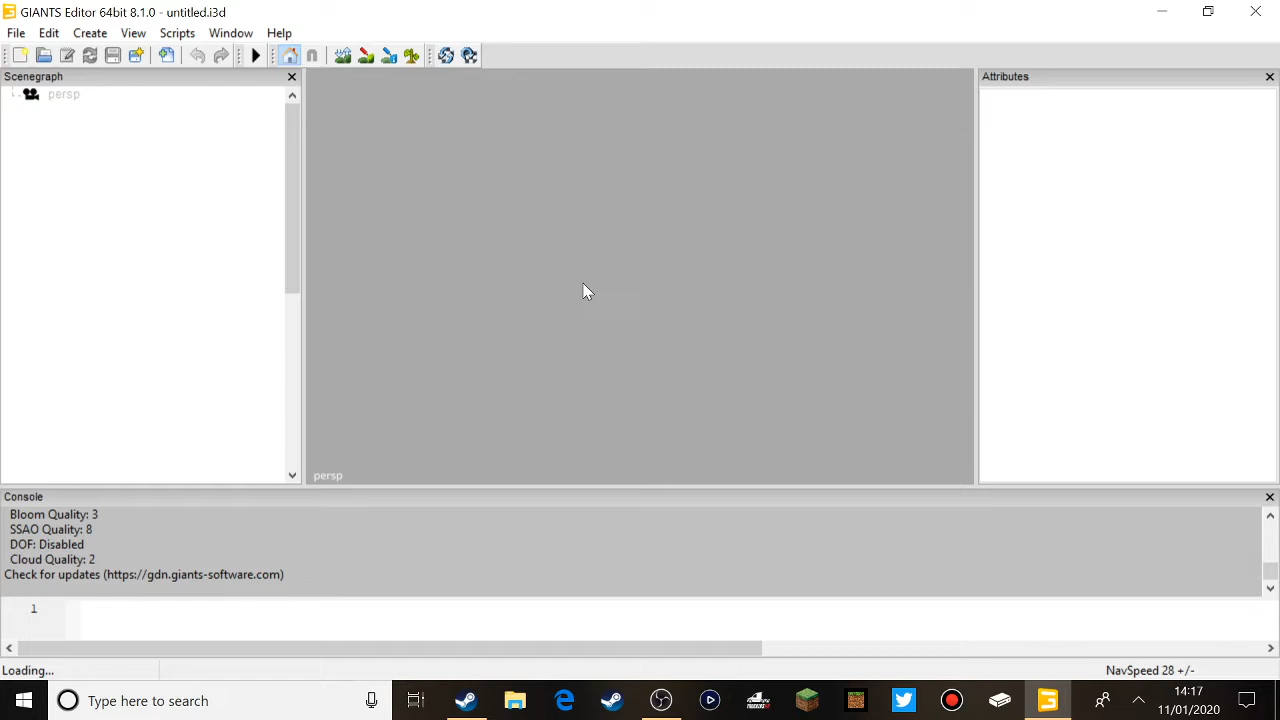 GIANTS Editor 64bit 8.1.0 - untitled.i3d
File Edit Create View Scripts Window Help
Scenegraph
persp
persp
Attributes
Console
Bloom Quality: 3
SSAO Quality: 8
DOF: Disabled
Cloud Quality: 2
Check for updates (https://gdn.giants-software.com)
1
Loading...
NavSpeed 28 +/-
Type here to search
14:17
11/01/2020